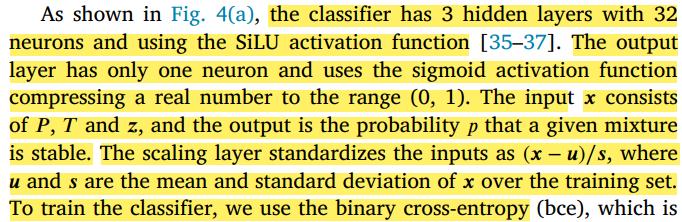 As shown in Fig. 4(a), the classifier has 3 hidden layers with 32
neurons and using the SiLU activation function [35–37]. The output
layer has only one neuron and uses the sigmoid activation function
compressing a real number to the range (0, 1). The input x consists
of P, T and z, and the output is the probability p that a given mixture
is stable. The scaling layer standardizes the inputs as (x − u)/s, where
u and s are the mean and standard deviation of x over the training set.
To train the classifier, we use the binary cross-entropy (bce), which is